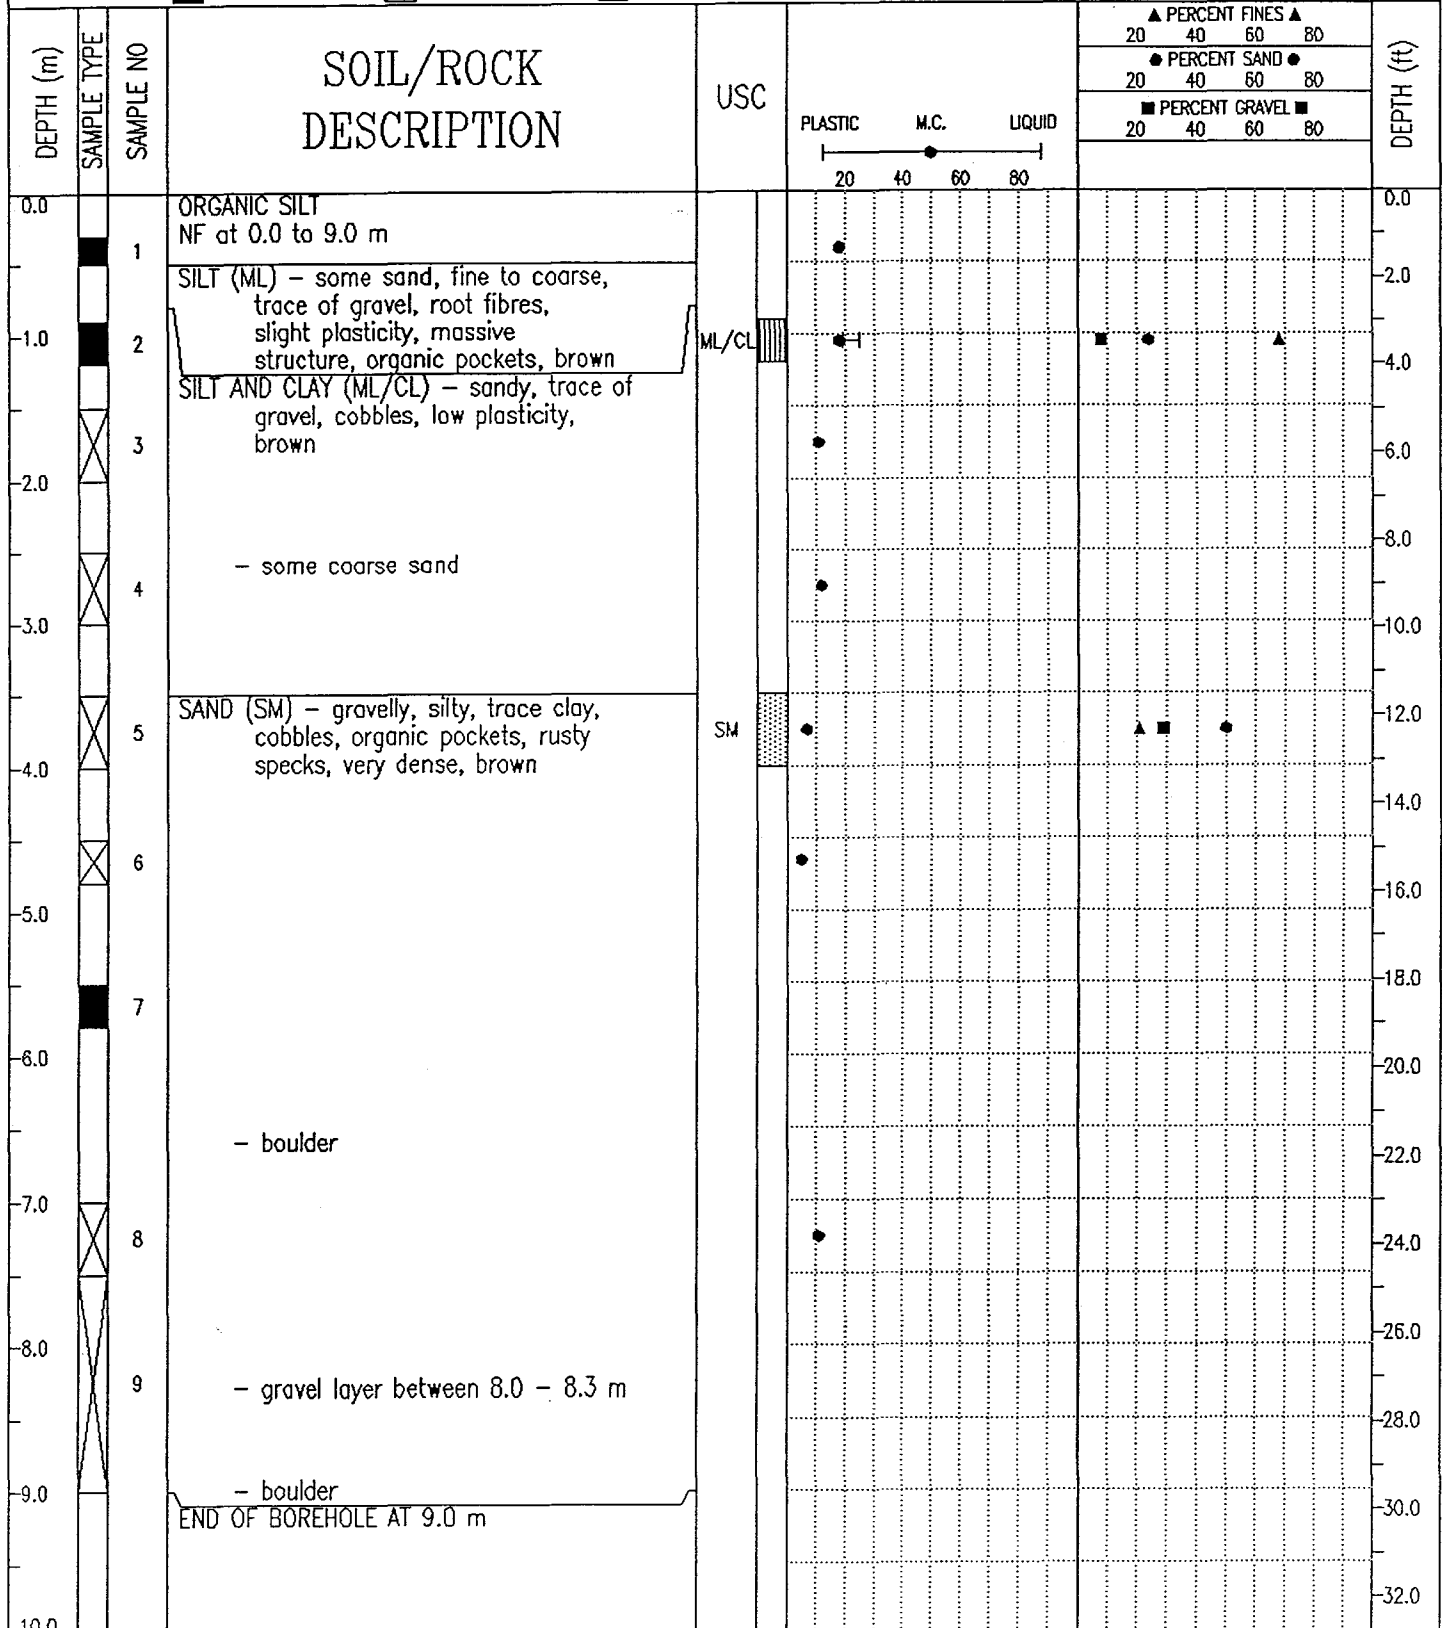 DEPTH (m)
SAMPLE TYPE
SAMPLE NO
SOIL/ROCK
DESCRIPTION
USC
PLASTIC M.C. LIQUID
20 40 60 80
▲ PERCENT FINES ▲
20 40 60 80
● PERCENT SAND ●
20 40 60 80
■ PERCENT GRAVEL ■
20 40 60 80
DEPTH (ft)
0.0
ORGANIC SILT
NF at 0.0 to 9.0 m
1
SILT (ML) – some sand, fine to coarse,
trace of gravel, root fibres,
slight plasticity, massive
structure, organic pockets, brown
-1.0
2
ML/CL
SILT AND CLAY (ML/CL) – sandy, trace of
gravel, cobbles, low plasticity,
brown
3
-2.0
– some coarse sand
4
-3.0
SAND (SM) – gravelly, silty, trace clay,
cobbles, organic pockets, rusty
specks, very dense, brown
5
SM
-4.0
6
-5.0
7
-6.0
– boulder
-7.0
8
-8.0
9
– gravel layer between 8.0 – 8.3 m
– boulder
-9.0
END OF BOREHOLE AT 9.0 m
10.0
0.0
-2.0
-4.0
-6.0
-8.0
-10.0
-12.0
-14.0
-16.0
-18.0
-20.0
-22.0
-24.0
-26.0
-28.0
-30.0
-32.0